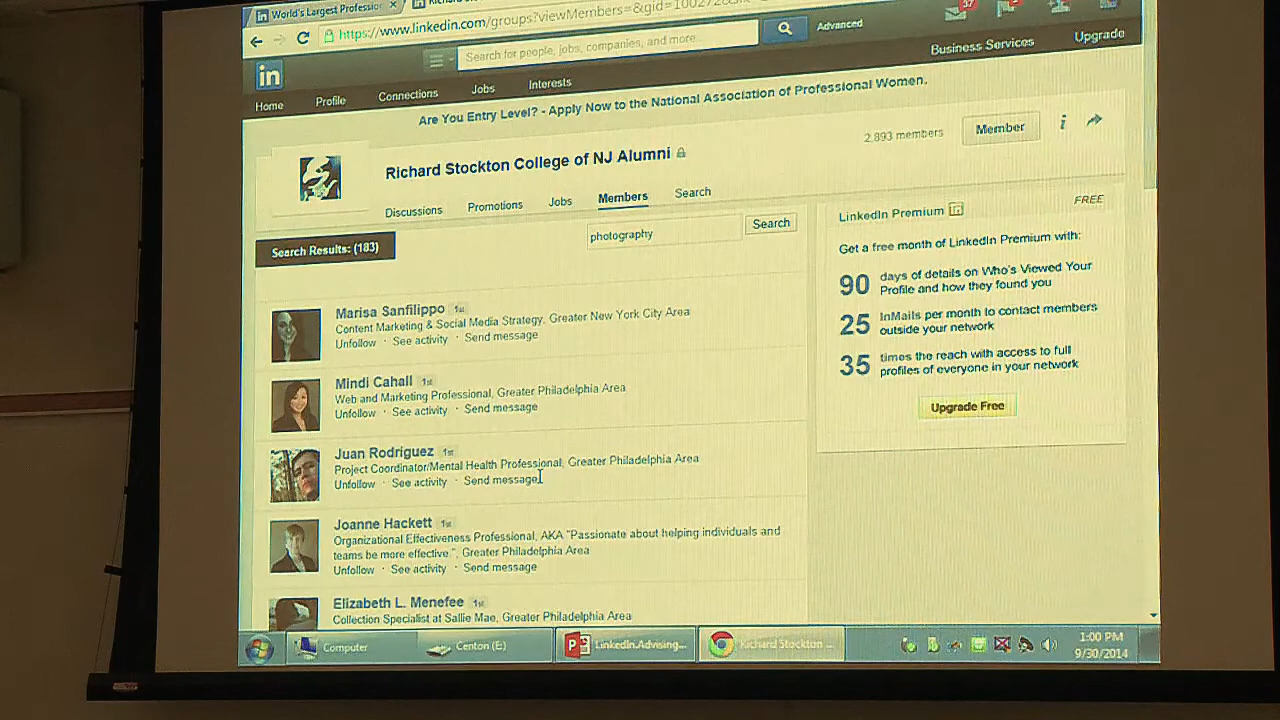 World's Largest Professio
https://www.linkedin.com/groups?viewMembers=&gid=100272
37
Search for people, jobs, companies, and more...
Advanced
in
Home Profile Connections Jobs Interests Business Services Upgrade
Are You Entry Level? - Apply Now to the National Association of Professional Women.
Richard Stockton College of NJ Alumni
2,893 members
Member
i
Discussions Promotions Jobs Members Search
Search Results: (183)
photography
Search
Marisa Sanfilippo 1st
Content Marketing & Social Media Strategy, Greater New York City Area
Unfollow · See activity · Send message
Mindi Cahall 1st
Web and Marketing Professional, Greater Philadelphia Area
Unfollow · See activity · Send message
Juan Rodriguez 1st
Project Coordinator/Mental Health Professional, Greater Philadelphia Area
Unfollow · See activity · Send message
Joanne Hackett 1st
Organizational Effectiveness Professional, AKA "Passionate about helping individuals and
teams be more effective.", Greater Philadelphia Area
Unfollow · See activity · Send message
Elizabeth L. Menefee 1st
Collection Specialist at Sallie Mae, Greater Philadelphia Area
LinkedIn Premium in
FREE
Get a free month of LinkedIn Premium with:
90 days of details on Who's Viewed Your
Profile and how they found you
25 InMails per month to contact members
outside your network
35 times the reach with access to full
profiles of everyone in your network
Upgrade Free
Computer
Centon (E:)
LinkedIn.Advising...
Richard Stockton ...
1:00 PM
9/30/2014